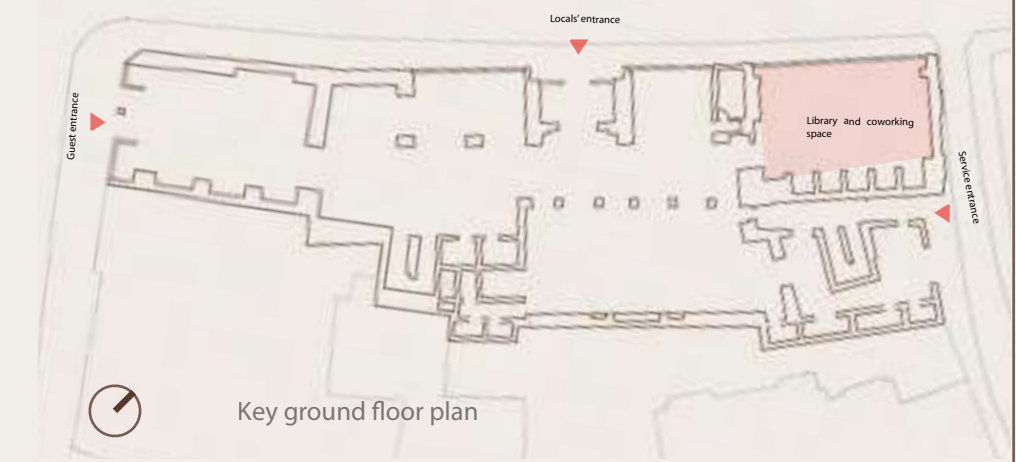 Locals' entrance
Guest entrance
Library and coworking
space
Service entrance
Key ground floor plan